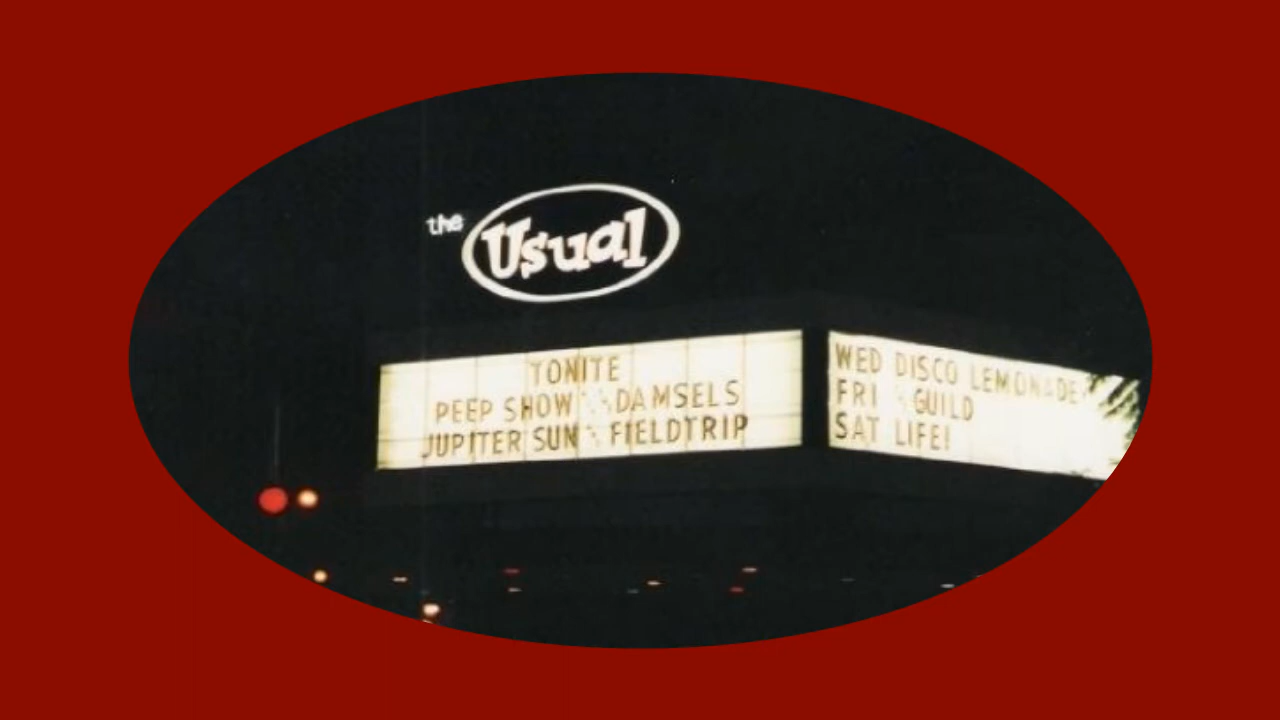 the
Usual
TONITE
PEEP SHOW DAMSELS
JUPITER SUN FIELDTRIP
WED DISCO LEMONADE
FRI GUILD
SAT LIFE!